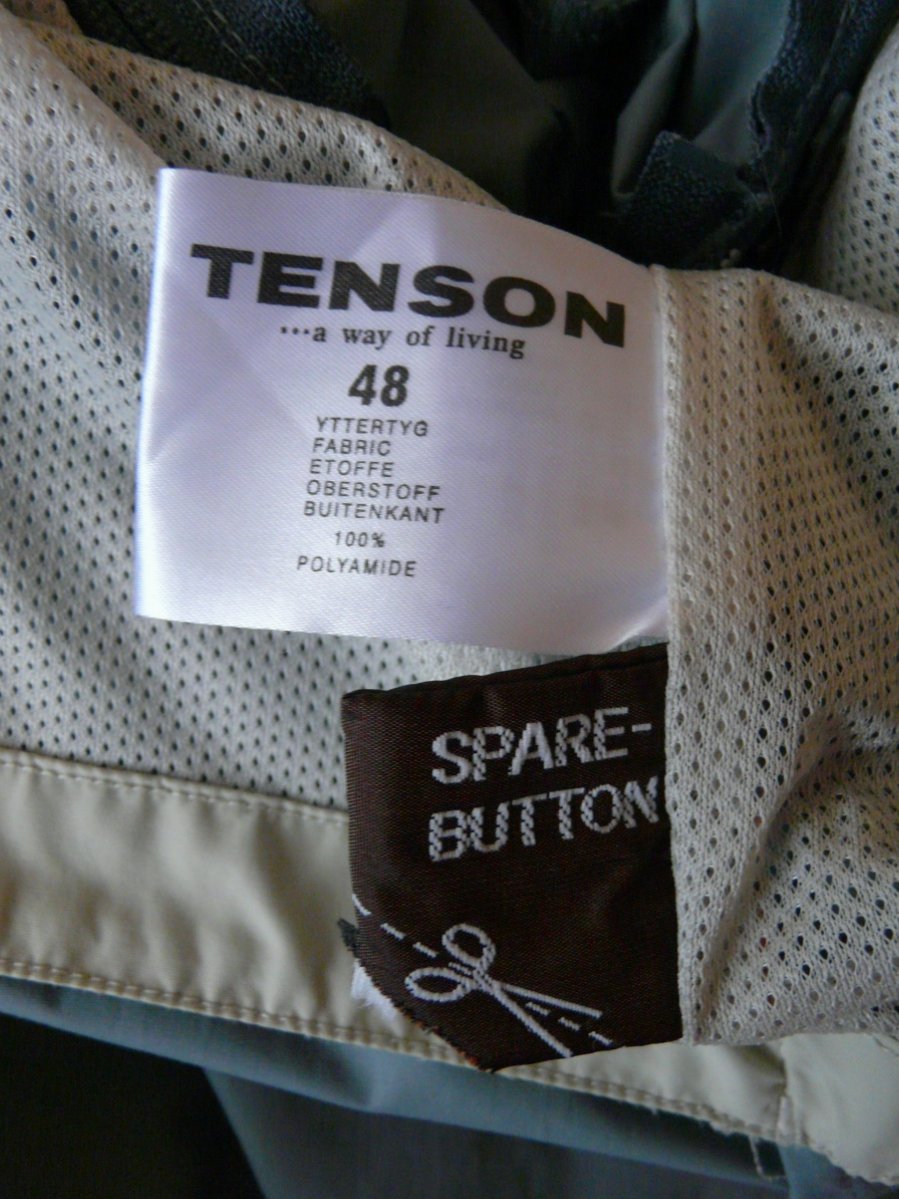 TENSON
...a way of living
48
YTTERTYG
FABRIC
ETOFFE
OBERSTOFF
BUITENKANT
100%
POLYAMIDE
SPARE-
BUTTON